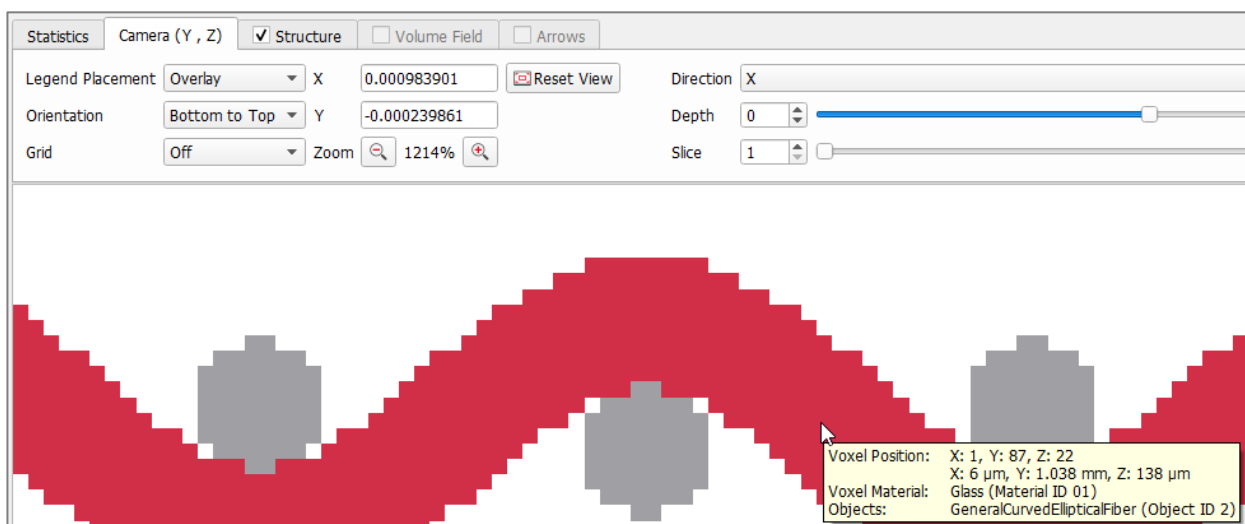 Statistics Camera (Y , Z) Structure Volume Field Arrows
Legend Placement Overlay X 0.000983901 Reset View Direction X
Orientation Bottom to Top Y -0.000239861 Depth 0
Grid Off Zoom 1214% Slice 1
Voxel Position: X: 1, Y: 87, Z: 22
X: 6 µm, Y: 1.038 mm, Z: 138 µm
Voxel Material: Glass (Material ID 01)
Objects: GeneralCurvedEllipticalFiber (Object ID 2)